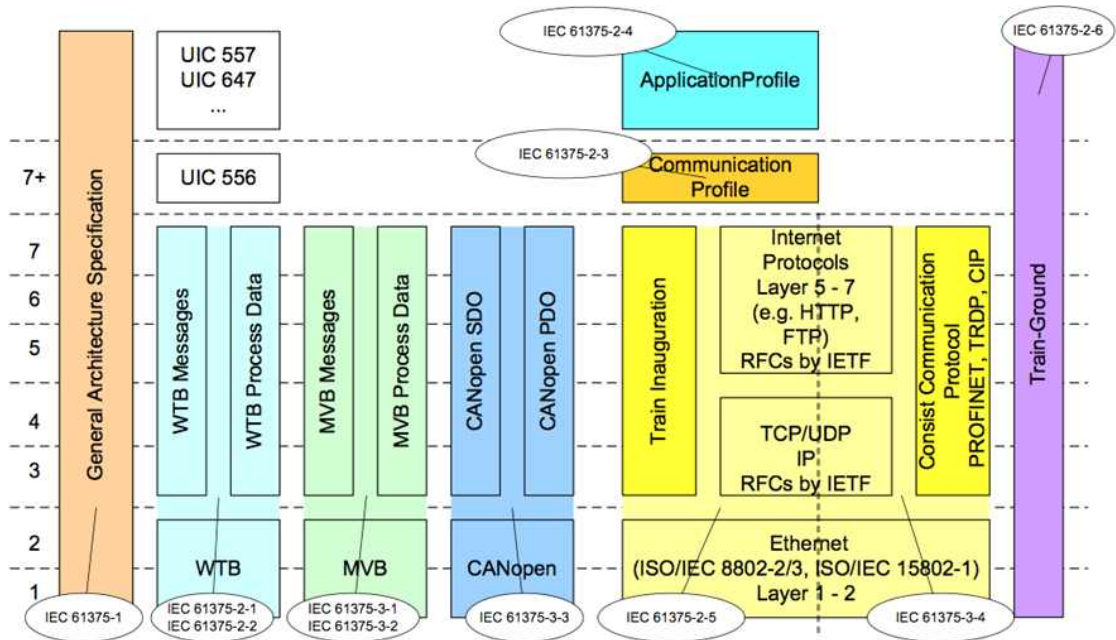 IEC 61375-2-4
IEC 61375-2-6
UIC 557
UIC 647
...
ApplicationProfile
IEC 61375-2-3
7+
UIC 556
Communication
Profile
7
6
5
4
3
2
1
General Architecture Specification
WTB Messages
WTB Process Data
MVB Messages
MVB Process Data
CANopen SDO
CANopen PDO
Train Inauguration
Internet
Protocols
Layer 5 - 7
(e.g. HTTP,
FTP)
RFCs by IETF
TCP/UDP
IP
RFCs by IETF
Consist Communication
Protocol
PROFINET, TRDP, CIP
Train-Ground
WTB
MVB
CANopen
Ethernet
(ISO/IEC 8802-2/3, ISO/IEC 15802-1)
Layer 1 - 2
IEC 61375-1
IEC 61375-2-1
IEC 61375-2-2
IEC 61375-3-1
IEC 61375-3-2
IEC 61375-3-3
IEC 61375-2-5
IEC 61375-3-4